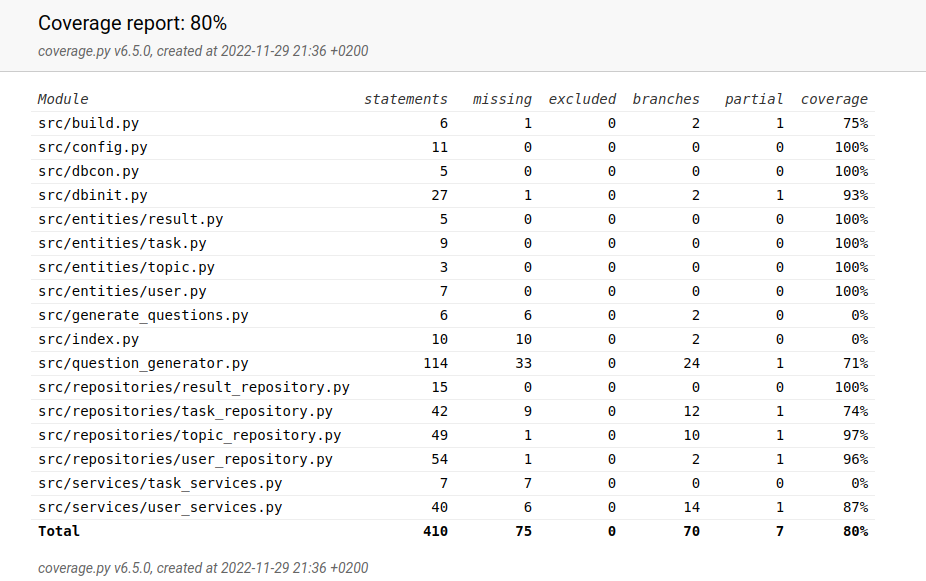 Coverage report: 80%
coverage.py v6.5.0, created at 2022-11-29 21:36 +0200
Module statements missing excluded branches partial coverage
src/build.py 6 1 0 2 1 75%
src/config.py 11 0 0 0 0 100%
src/dbcon.py 5 0 0 0 0 100%
src/dbinit.py 27 1 0 2 1 93%
src/entities/result.py 5 0 0 0 0 100%
src/entities/task.py 9 0 0 0 0 100%
src/entities/topic.py 3 0 0 0 0 100%
src/entities/user.py 7 0 0 0 0 100%
src/generate_questions.py 6 6 0 2 0 0%
src/index.py 10 10 0 2 0 0%
src/question_generator.py 114 33 0 24 1 71%
src/repositories/result_repository.py 15 0 0 0 0 100%
src/repositories/task_repository.py 42 9 0 12 1 74%
src/repositories/topic_repository.py 49 1 0 10 1 97%
src/repositories/user_repository.py 54 1 0 2 1 96%
src/services/task_services.py 7 7 0 0 0 0%
src/services/user_services.py 40 6 0 14 1 87%
Total 410 75 0 70 7 80%
coverage.py v6.5.0, created at 2022-11-29 21:36 +0200